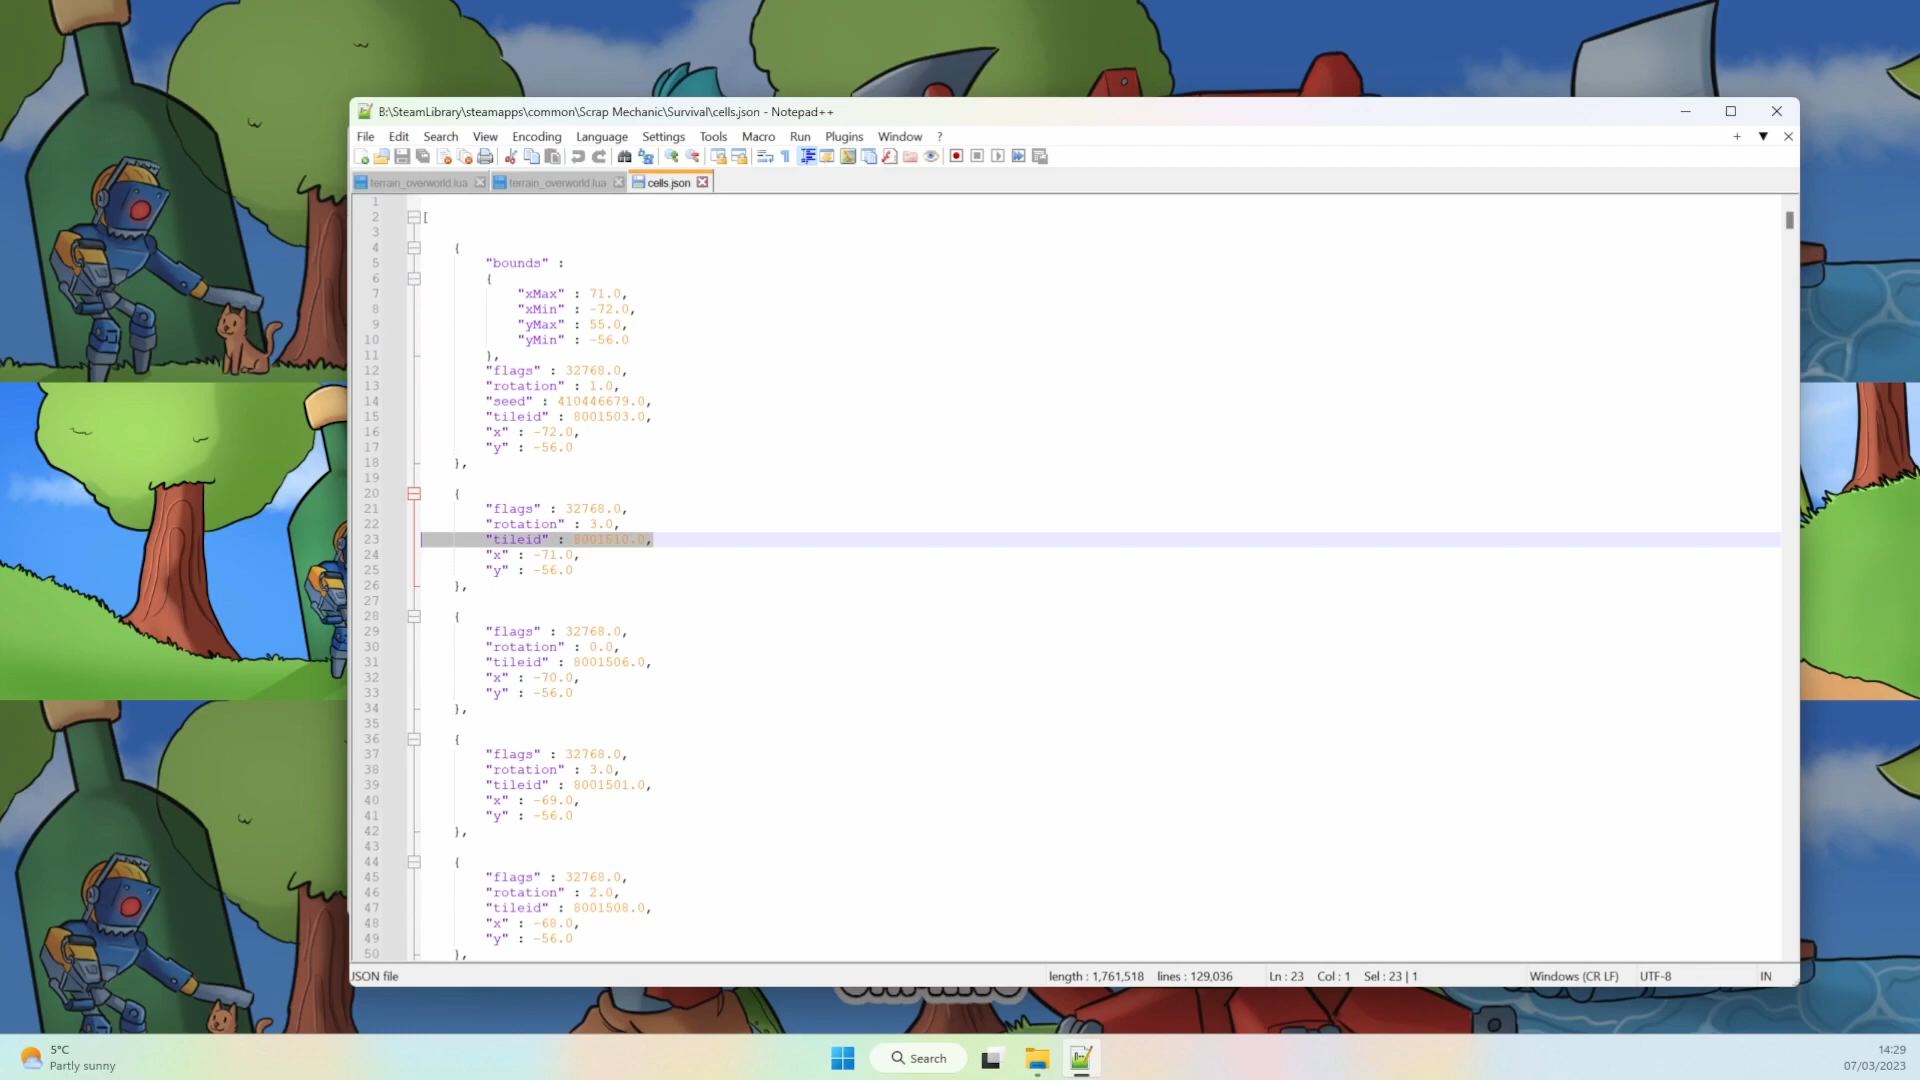 B:\SteamLibrary\steamapps\common\Scrap Mechanic\Survival\cells.json - Notepad++
File Edit Search View Encoding Language Settings Tools Macro Run Plugins Window ?
terrain_overworld.lua terrain_overworld.lua cells.json
1
2 [
3
4 {
5 "bounds" :
6 {
7 "xMax" : 71.0,
8 "xMin" : -72.0,
9 "yMax" : 55.0,
10 "yMin" : -56.0
11 },
12 "flags" : 32768.0,
13 "rotation" : 1.0,
14 "seed" : 410446679.0,
15 "tileid" : 8001503.0,
16 "x" : -72.0,
17 "y" : -56.0
18 },
19
20 {
21 "flags" : 32768.0,
22 "rotation" : 3.0,
23 "tileid" : 8001510.0,
24 "x" : -71.0,
25 "y" : -56.0
26 },
27
28 {
29 "flags" : 32768.0,
30 "rotation" : 0.0,
31 "tileid" : 8001506.0,
32 "x" : -70.0,
33 "y" : -56.0
34 },
35
36 {
37 "flags" : 32768.0,
38 "rotation" : 3.0,
39 "tileid" : 8001501.0,
40 "x" : -69.0,
41 "y" : -56.0
42 },
43
44 {
45 "flags" : 32768.0,
46 "rotation" : 2.0,
47 "tileid" : 8001508.0,
48 "x" : -68.0,
49 "y" : -56.0
50 },
JSON file length : 1,761,518 lines : 129,036 Ln : 23 Col : 1 Sel : 23 | 1 Windows (CR LF) UTF-8 IN
5°C
Partly sunny
Search
14:29
07/03/2023